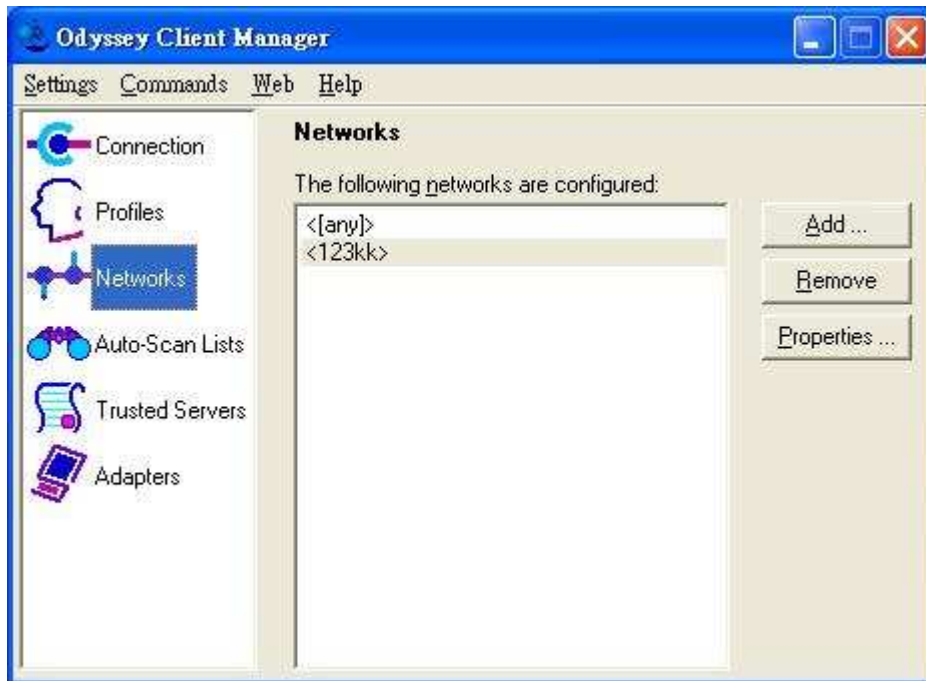 Odyssey Client Manager
Settings Commands Web Help
Connection
Profiles
Networks
Auto-Scan Lists
Trusted Servers
Adapters
Networks
The following networks are configured:
<[any]>
<123kk>
Add ...
Remove
Properties ...